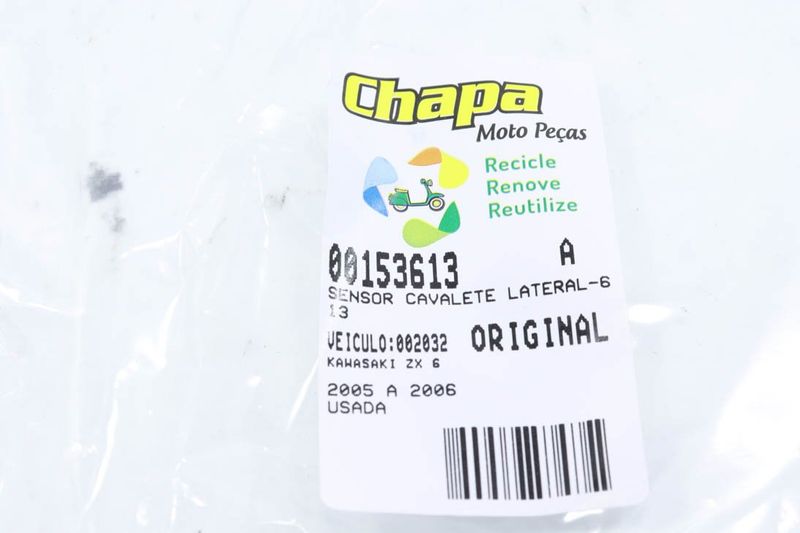 Chapa
Moto Peças
Recicle
Renove
Reutilize
00153613 A
SENSOR CAVALETE LATERAL-6
13
VEICULO:002032 ORIGINAL
KAWASAKI ZX 6
2005 A 2006
USADA